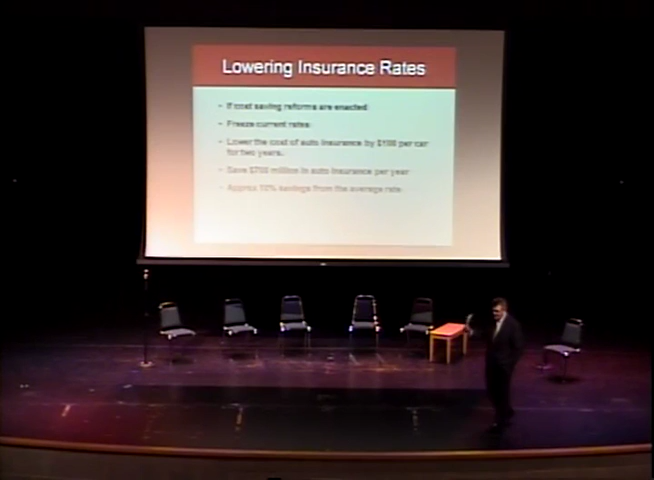 Lowering Insurance Rates
- If cost saving reforms are enacted
- Freeze current rates
- Lower the cost of auto insurance by $100 per car
for two years.
- Save $700 million in auto insurance per year
- Approx 10% savings from the average rate